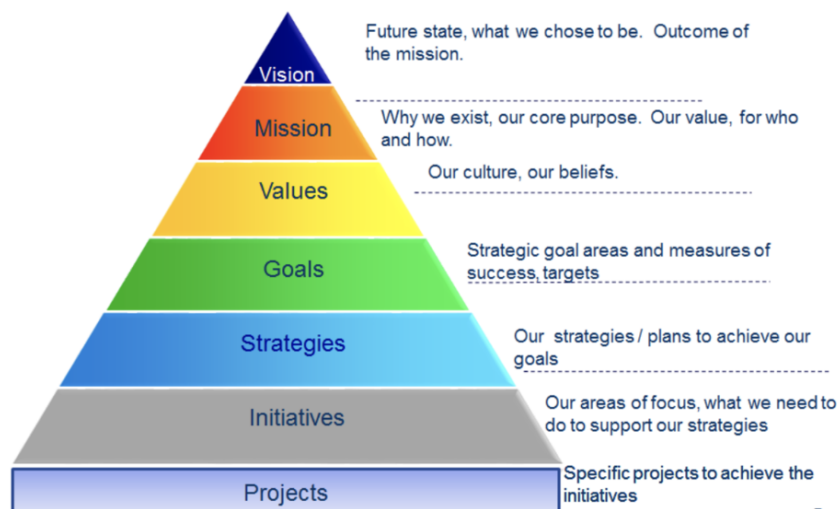 Vision
Future state, what we chose to be. Outcome of
the mission.
Mission
Why we exist, our core purpose. Our value, for who
and how.
Values
Our culture, our beliefs.
Goals
Strategic goal areas and measures of
success, targets
Strategies
Our strategies / plans to achieve our
goals
Initiatives
Our areas of focus, what we need to
do to support our strategies
Projects
Specific projects to achieve the
initiatives